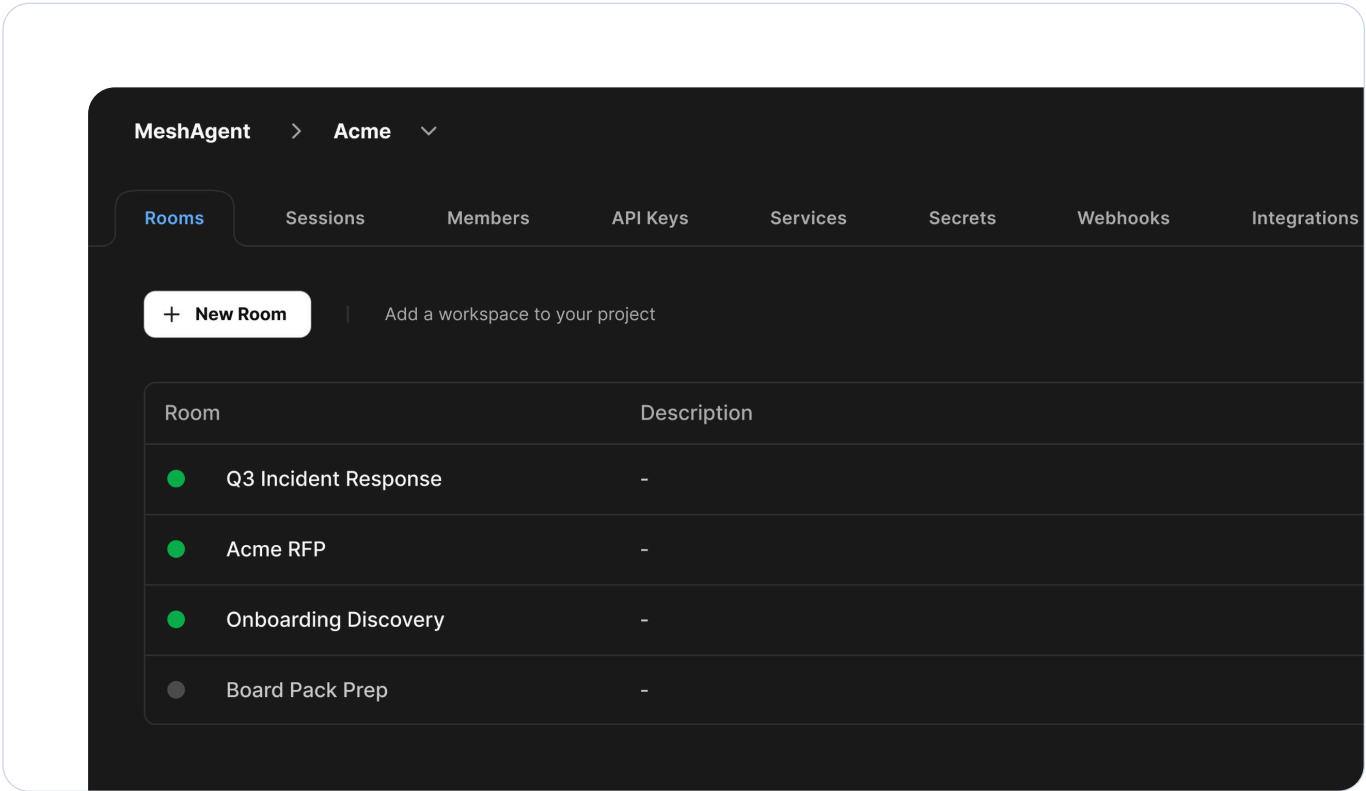 MeshAgent > Acme
Rooms Sessions Members API Keys Services Secrets Webhooks Integrations
+ New Room | Add a workspace to your project
Room Description
Q3 Incident Response -
Acme RFP -
Onboarding Discovery -
Board Pack Prep -